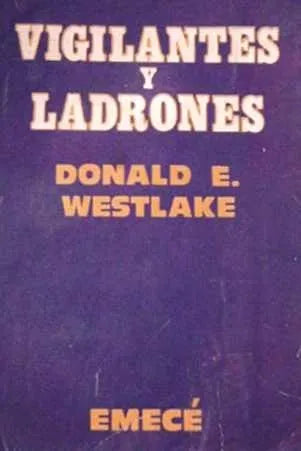 VIGILANTES
Y
LADRONES
DONALD E.
WESTLAKE
EMECÉ